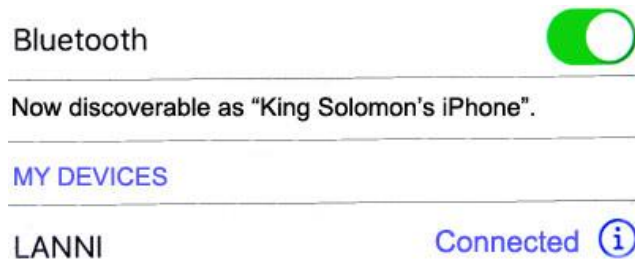 Bluetooth
Now discoverable as “King Solomon’s iPhone”.
MY DEVICES
LANNI
Connected i